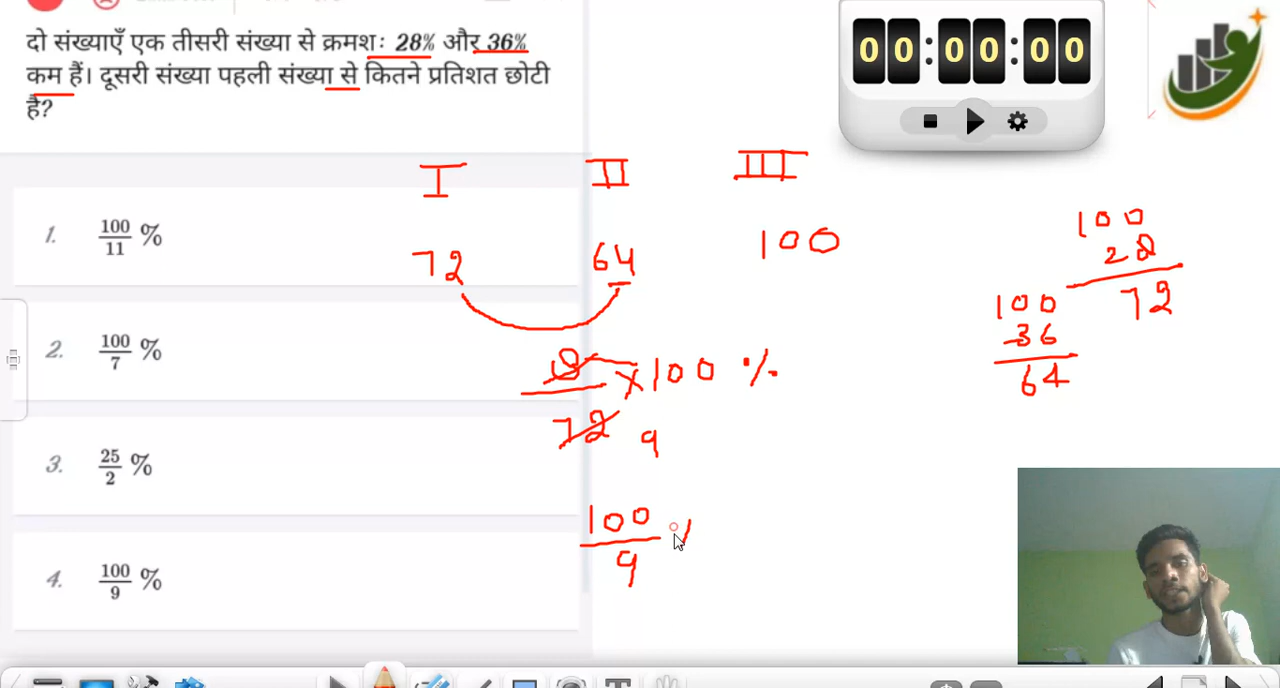 दो संख्याएँ एक तीसरी संख्या से क्रमशः 28% और 36%
कम हैं। दूसरी संख्या पहली संख्या से कितने प्रतिशत छोटी
है?
00:00:00
1. 100/11 %
2. 100/7 %
3. 25/2 %
4. 100/9 %
I II III
72 64 100
8/72 × 100 %
9
100/9 %
100
28
72
100
-36
64